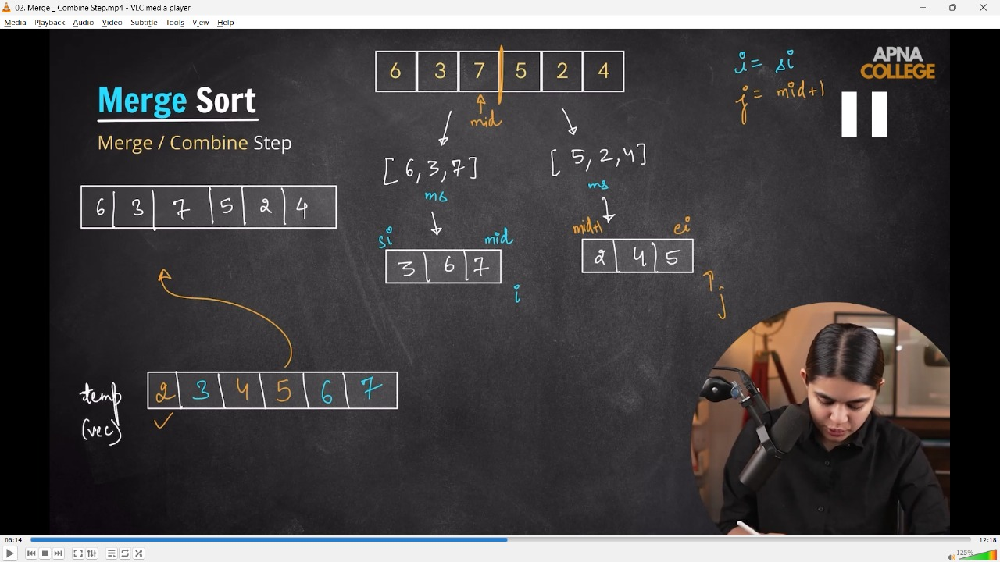 02. Merge _ Combine Step.mp4 - VLC media player
Media Playback Audio Video Subtitle Tools View Help
6 3 7 5 2 4
i = si
j = mid+1
APNA
COLLEGE
Merge Sort
mid
Merge / Combine Step
[6,3,7] [5,2,4]
ms ms
6 3 7 5 2 4
si mid mid+1 ei
3 6 7 2 4 5
i j
temp 2 3 4 5 6 7
(vec)
06:14 12:18
125%